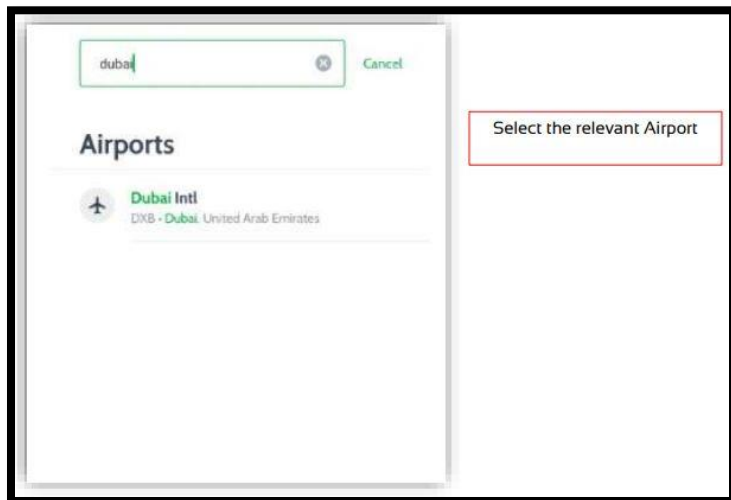 dubai
Cancel
Select the relevant Airport
Airports
Dubai Intl
DXB - Dubai, United Arab Emirates